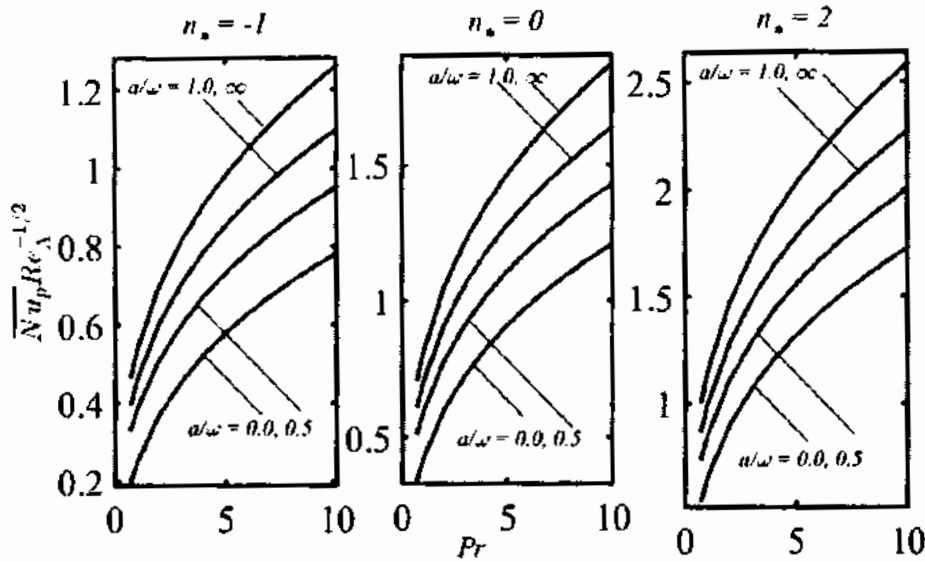 n* = -1
n* = 0
n* = 2
a/ω = 1.0, ∞
a/ω = 1.0, ∞
a/ω = 1.0, ∞
1.2
1
0.8
0.6
0.4
0.2
1.5
1
0.5
2.5
2
1.5
1
Nu_p Re_Λ^{-1/2}
a/ω = 0.0, 0.5
a/ω = 0.0, 0.5
a/ω = 0.0, 0.5
0 5 10
0 5 10
0 5 10
Pr